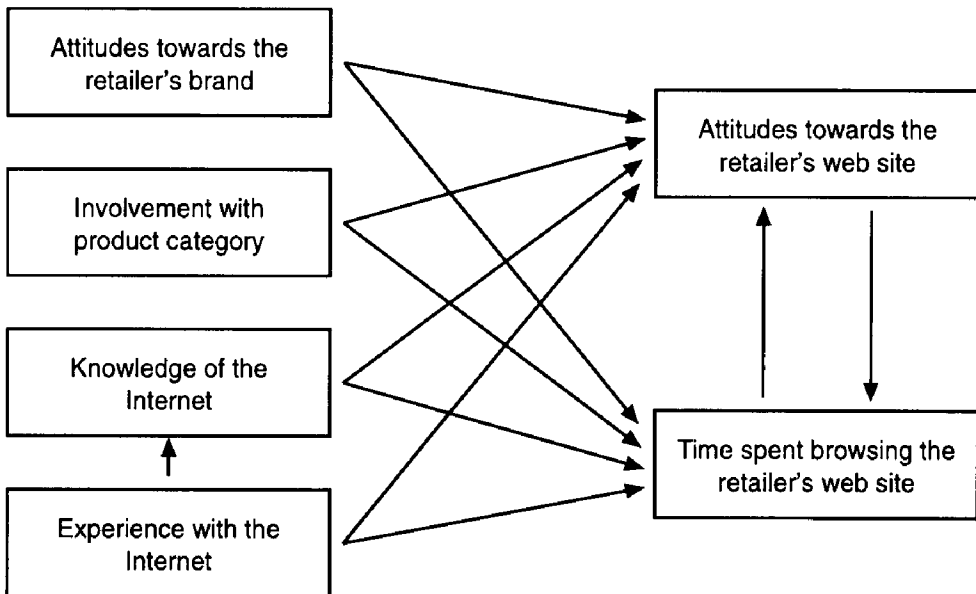 Attitudes towards the
retailer's brand
Involvement with
product category
Knowledge of the
Internet
Experience with the
Internet
Attitudes towards the
retailer's web site
Time spent browsing the
retailer's web site